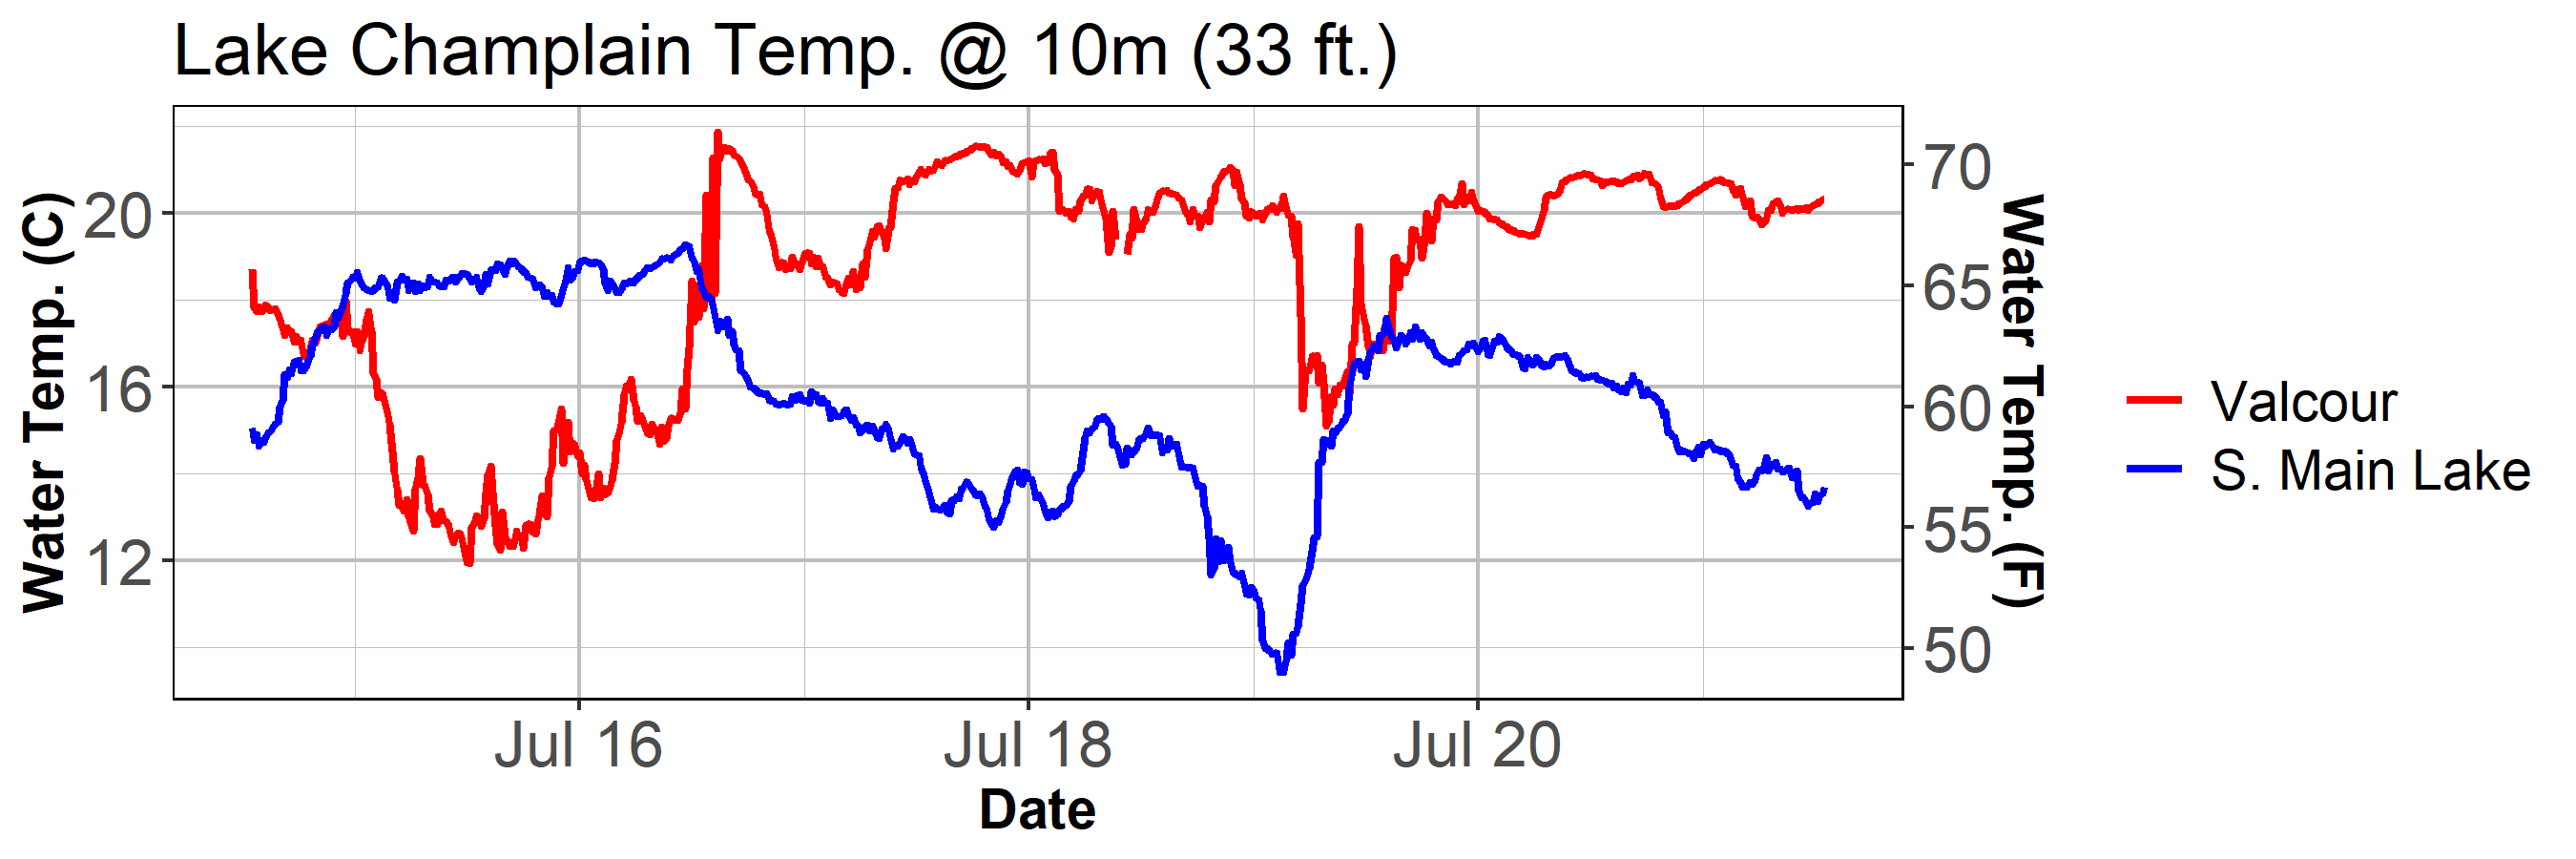 Lake Champlain Temp. @ 10m (33 ft.)
Water Temp. (C)
20
16
12
70
65
60
55
50
Water Temp. (F)
Valcour
S. Main Lake
Jul 16
Jul 18
Jul 20
Date